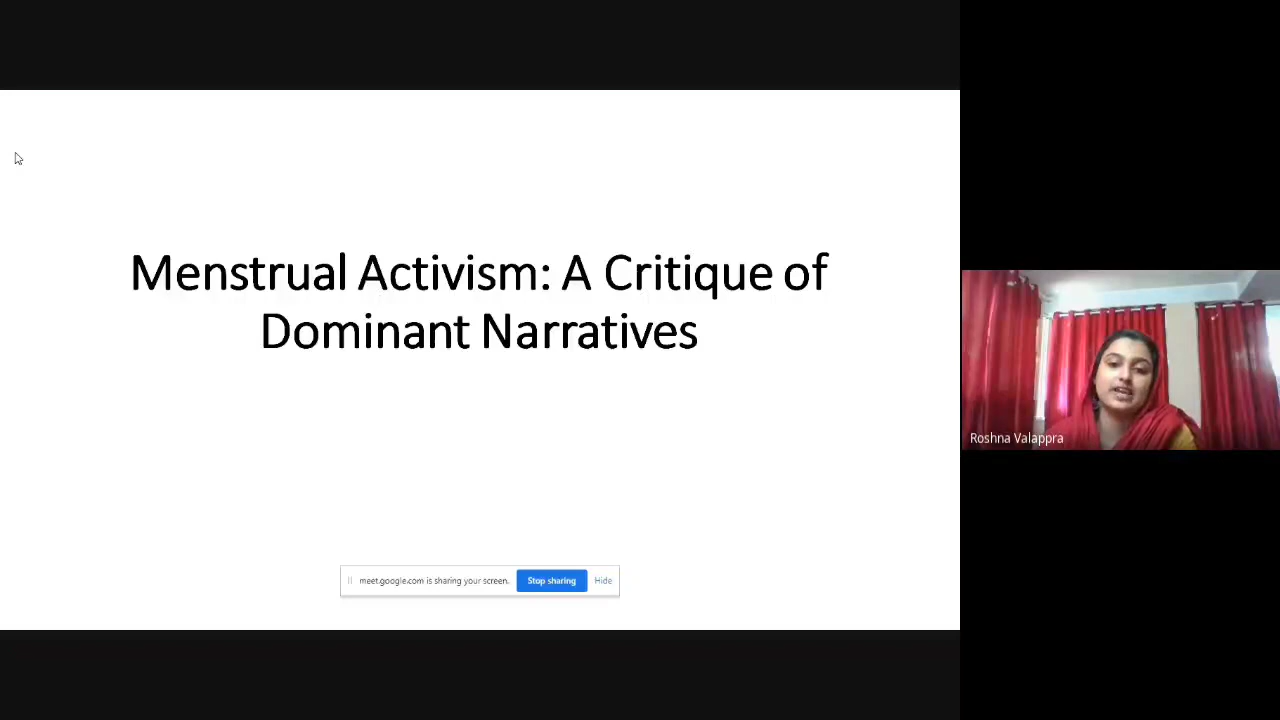 Menstrual Activism: A Critique of
Dominant Narratives
Roshna Valappra
meet.google.com is sharing your screen.
Stop sharing
Hide